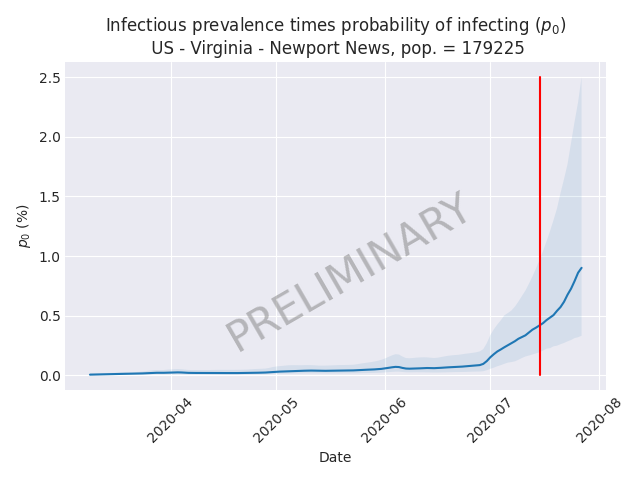 Infectious prevalence times probability of infecting (p₀)
US - Virginia - Newport News, pop. = 179225
2.5
2.0
1.5
1.0
0.5
0.0
p₀ (%)
PRELIMINARY
2020-04
2020-05
2020-06
2020-07
2020-08
Date